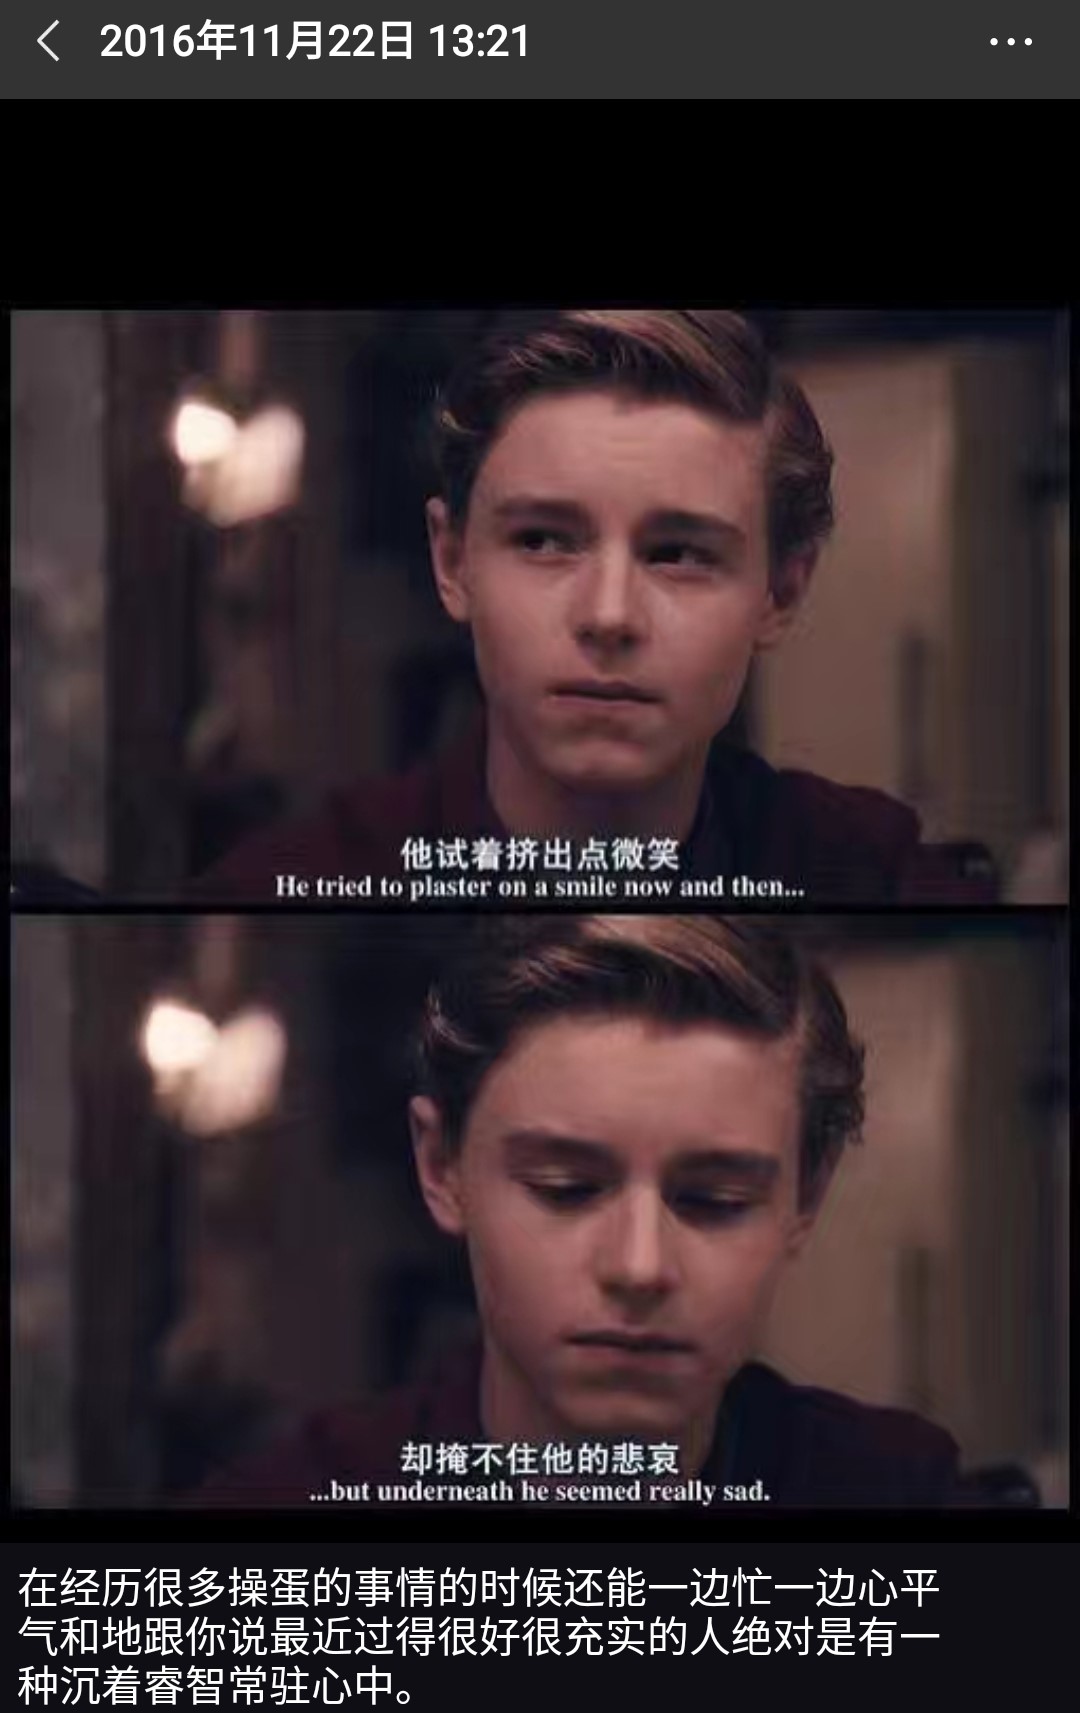 2016年11月22日 13:21
他试着挤出点微笑
He tried to plaster on a smile now and then...
却掩不住他的悲哀
...but underneath he seemed really sad.
在经历很多操蛋的事情的时候还能一边忙一边心平
气和地跟你说最近过得很好很充实的人绝对是有一
种沉着睿智常驻心中。